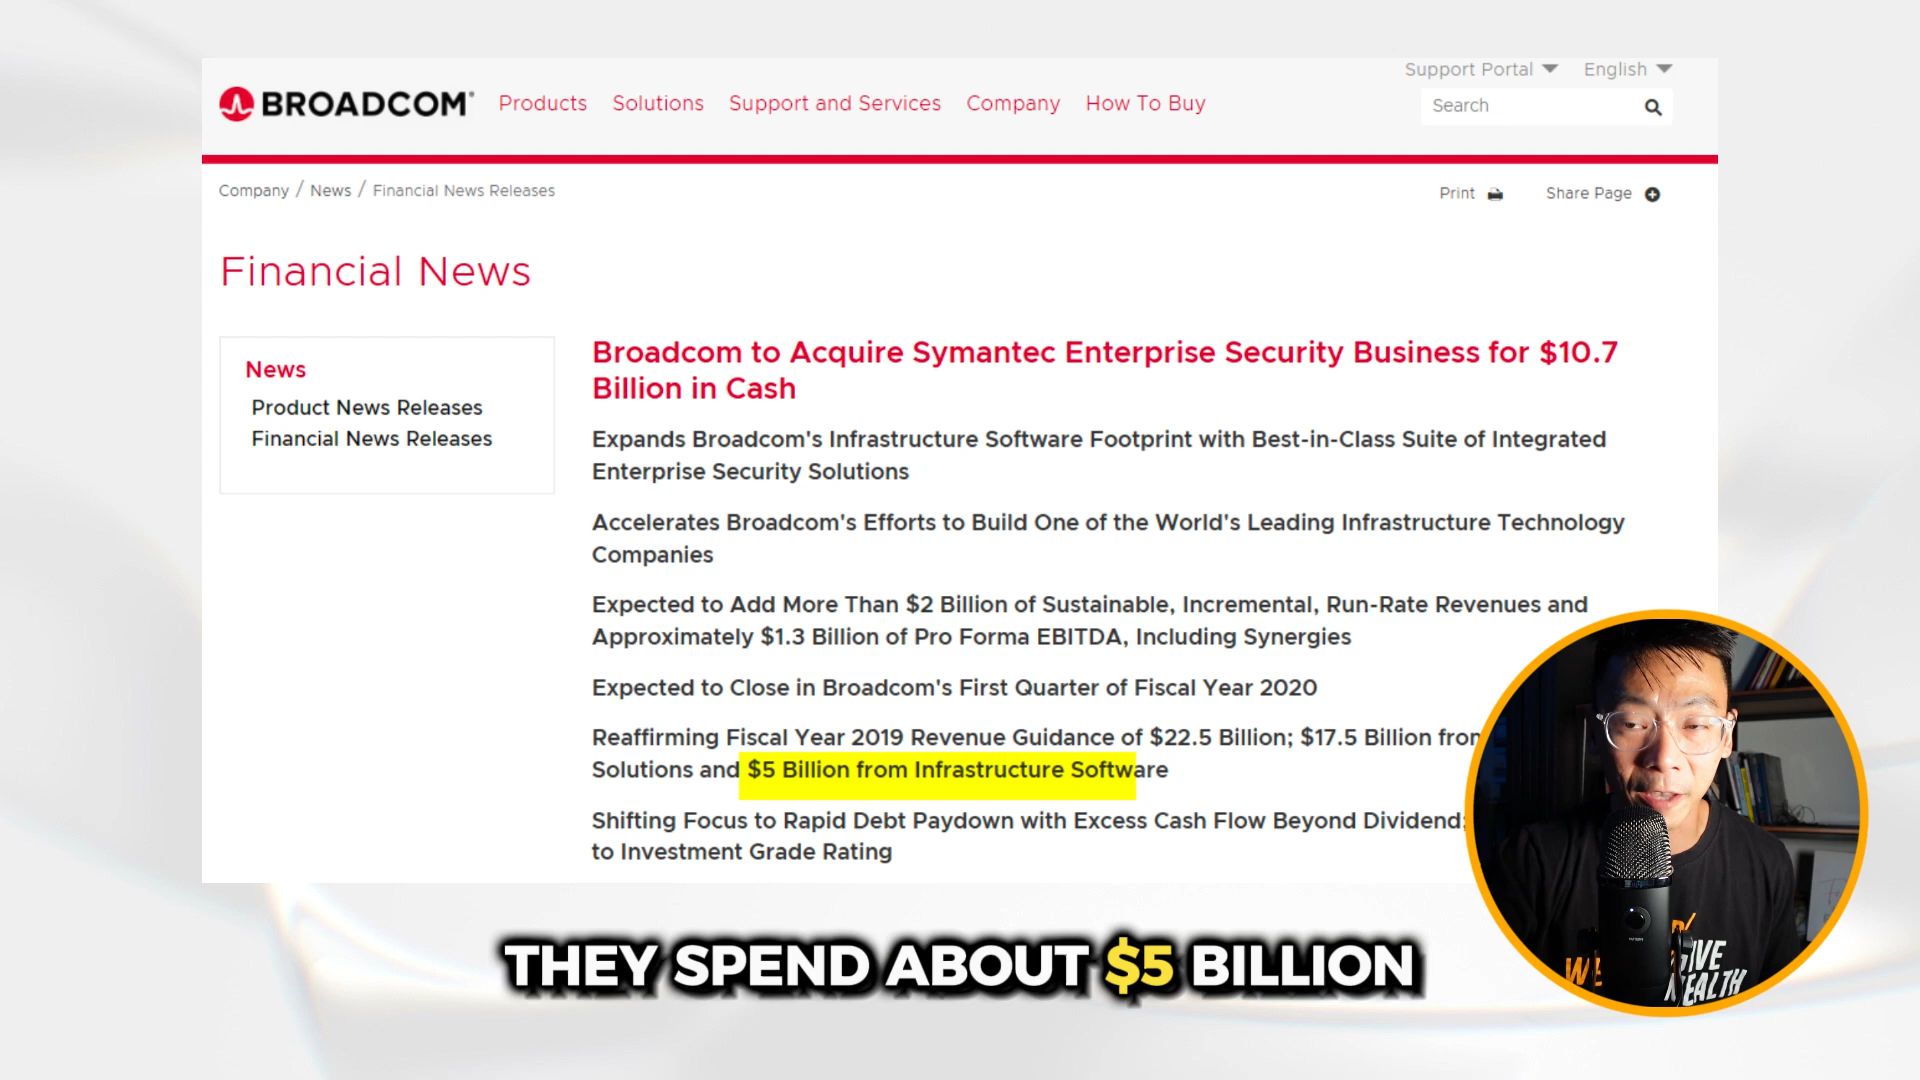 Support Portal English
BROADCOM Products Solutions Support and Services Company How To Buy
Search
Company / News / Financial News Releases
Print Share Page
Financial News
News
Product News Releases
Financial News Releases
Broadcom to Acquire Symantec Enterprise Security Business for $10.7
Billion in Cash
Expands Broadcom's Infrastructure Software Footprint with Best-in-Class Suite of Integrated
Enterprise Security Solutions
Accelerates Broadcom's Efforts to Build One of the World's Leading Infrastructure Technology
Companies
Expected to Add More Than $2 Billion of Sustainable, Incremental, Run-Rate Revenues and
Approximately $1.3 Billion of Pro Forma EBITDA, Including Synergies
Expected to Close in Broadcom's First Quarter of Fiscal Year 2020
Reaffirming Fiscal Year 2019 Revenue Guidance of $22.5 Billion; $17.5 Billion from
Solutions and $5 Billion from Infrastructure Software
Shifting Focus to Rapid Debt Paydown with Excess Cash Flow Beyond Dividend;
to Investment Grade Rating
THEY SPEND ABOUT $5 BILLION